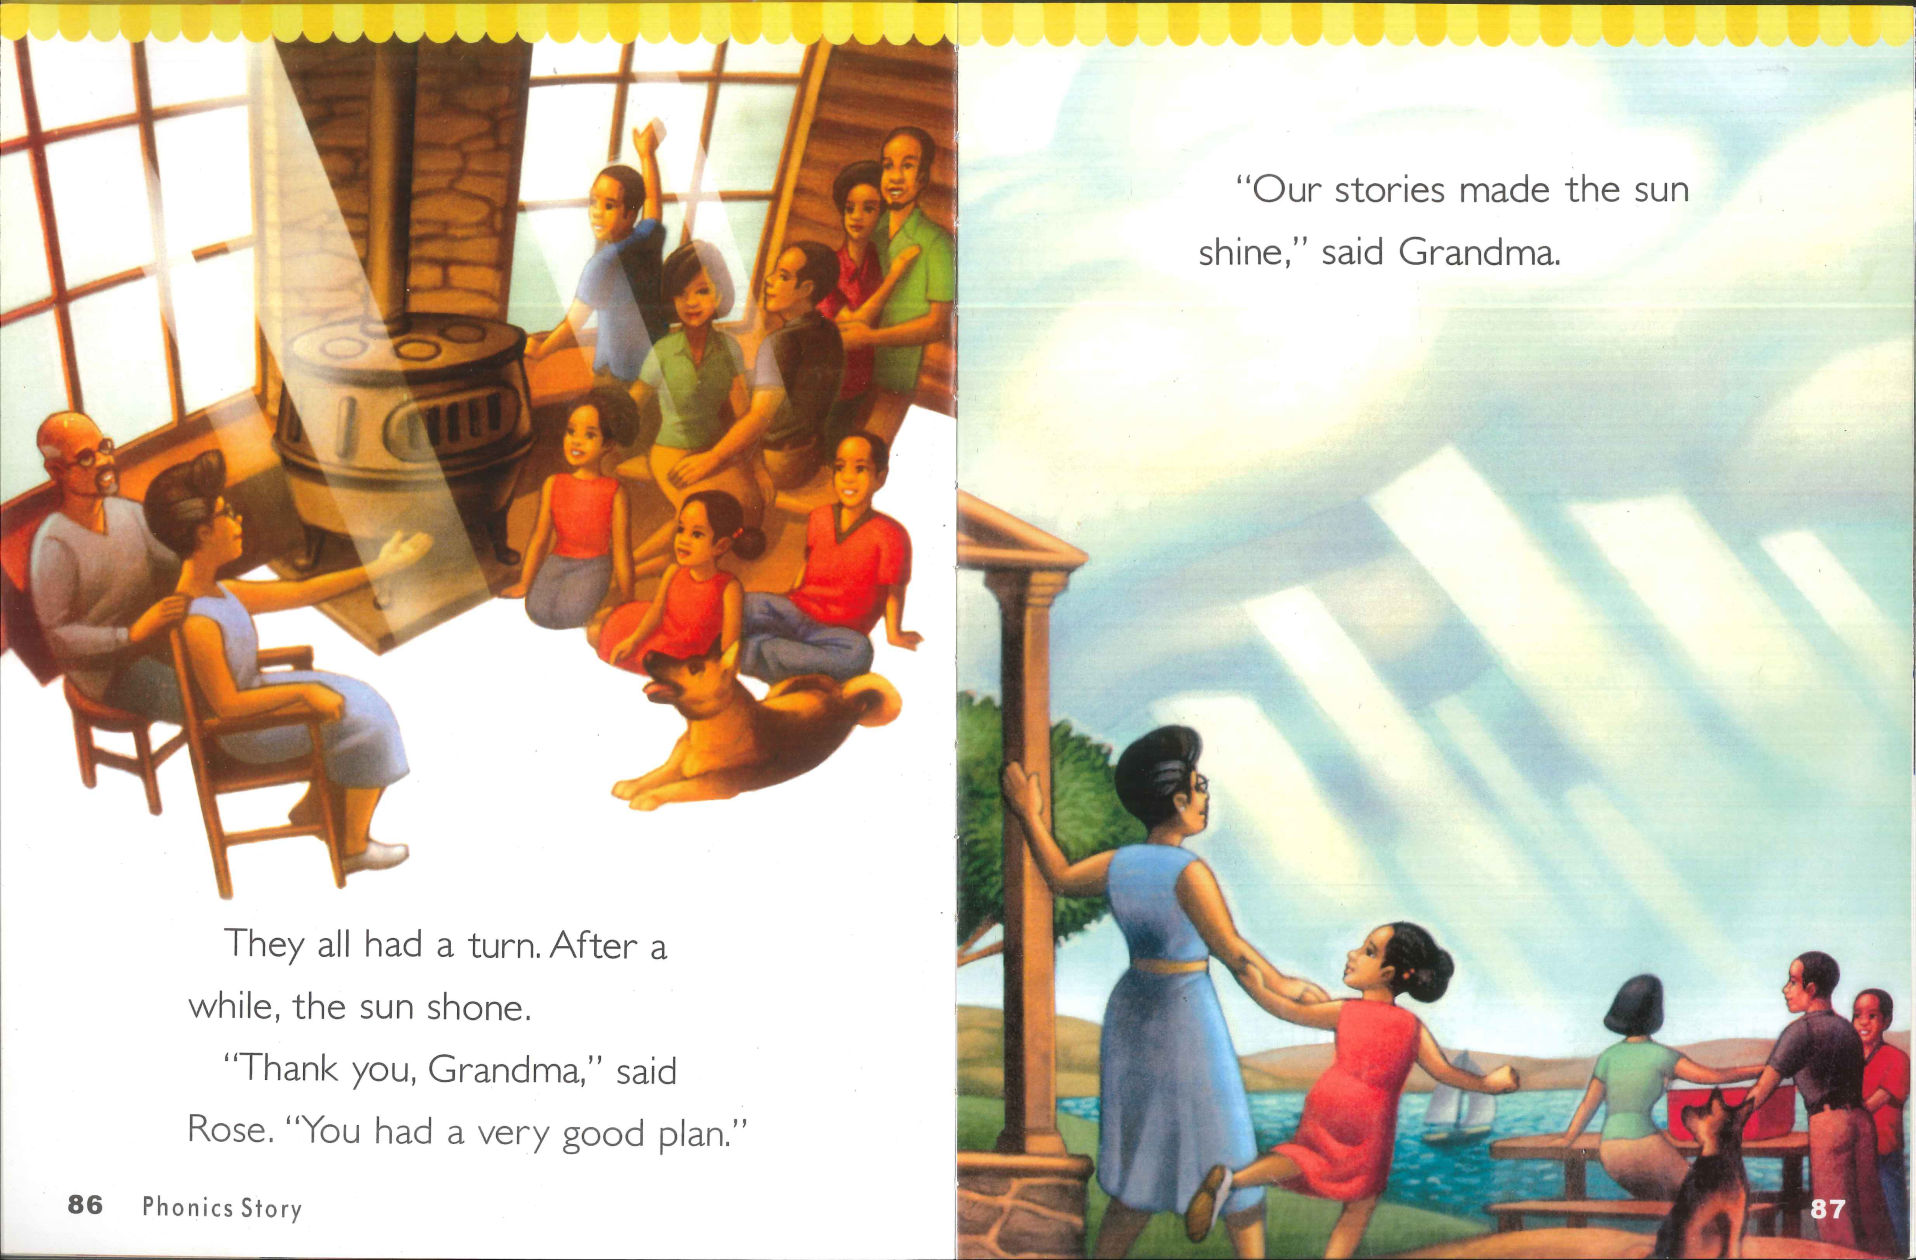 They all had a turn. After a
while, the sun shone.
“Thank you, Grandma,” said
Rose. “You had a very good plan.”
86 Phonics Story
“Our stories made the sun
shine,” said Grandma.
87